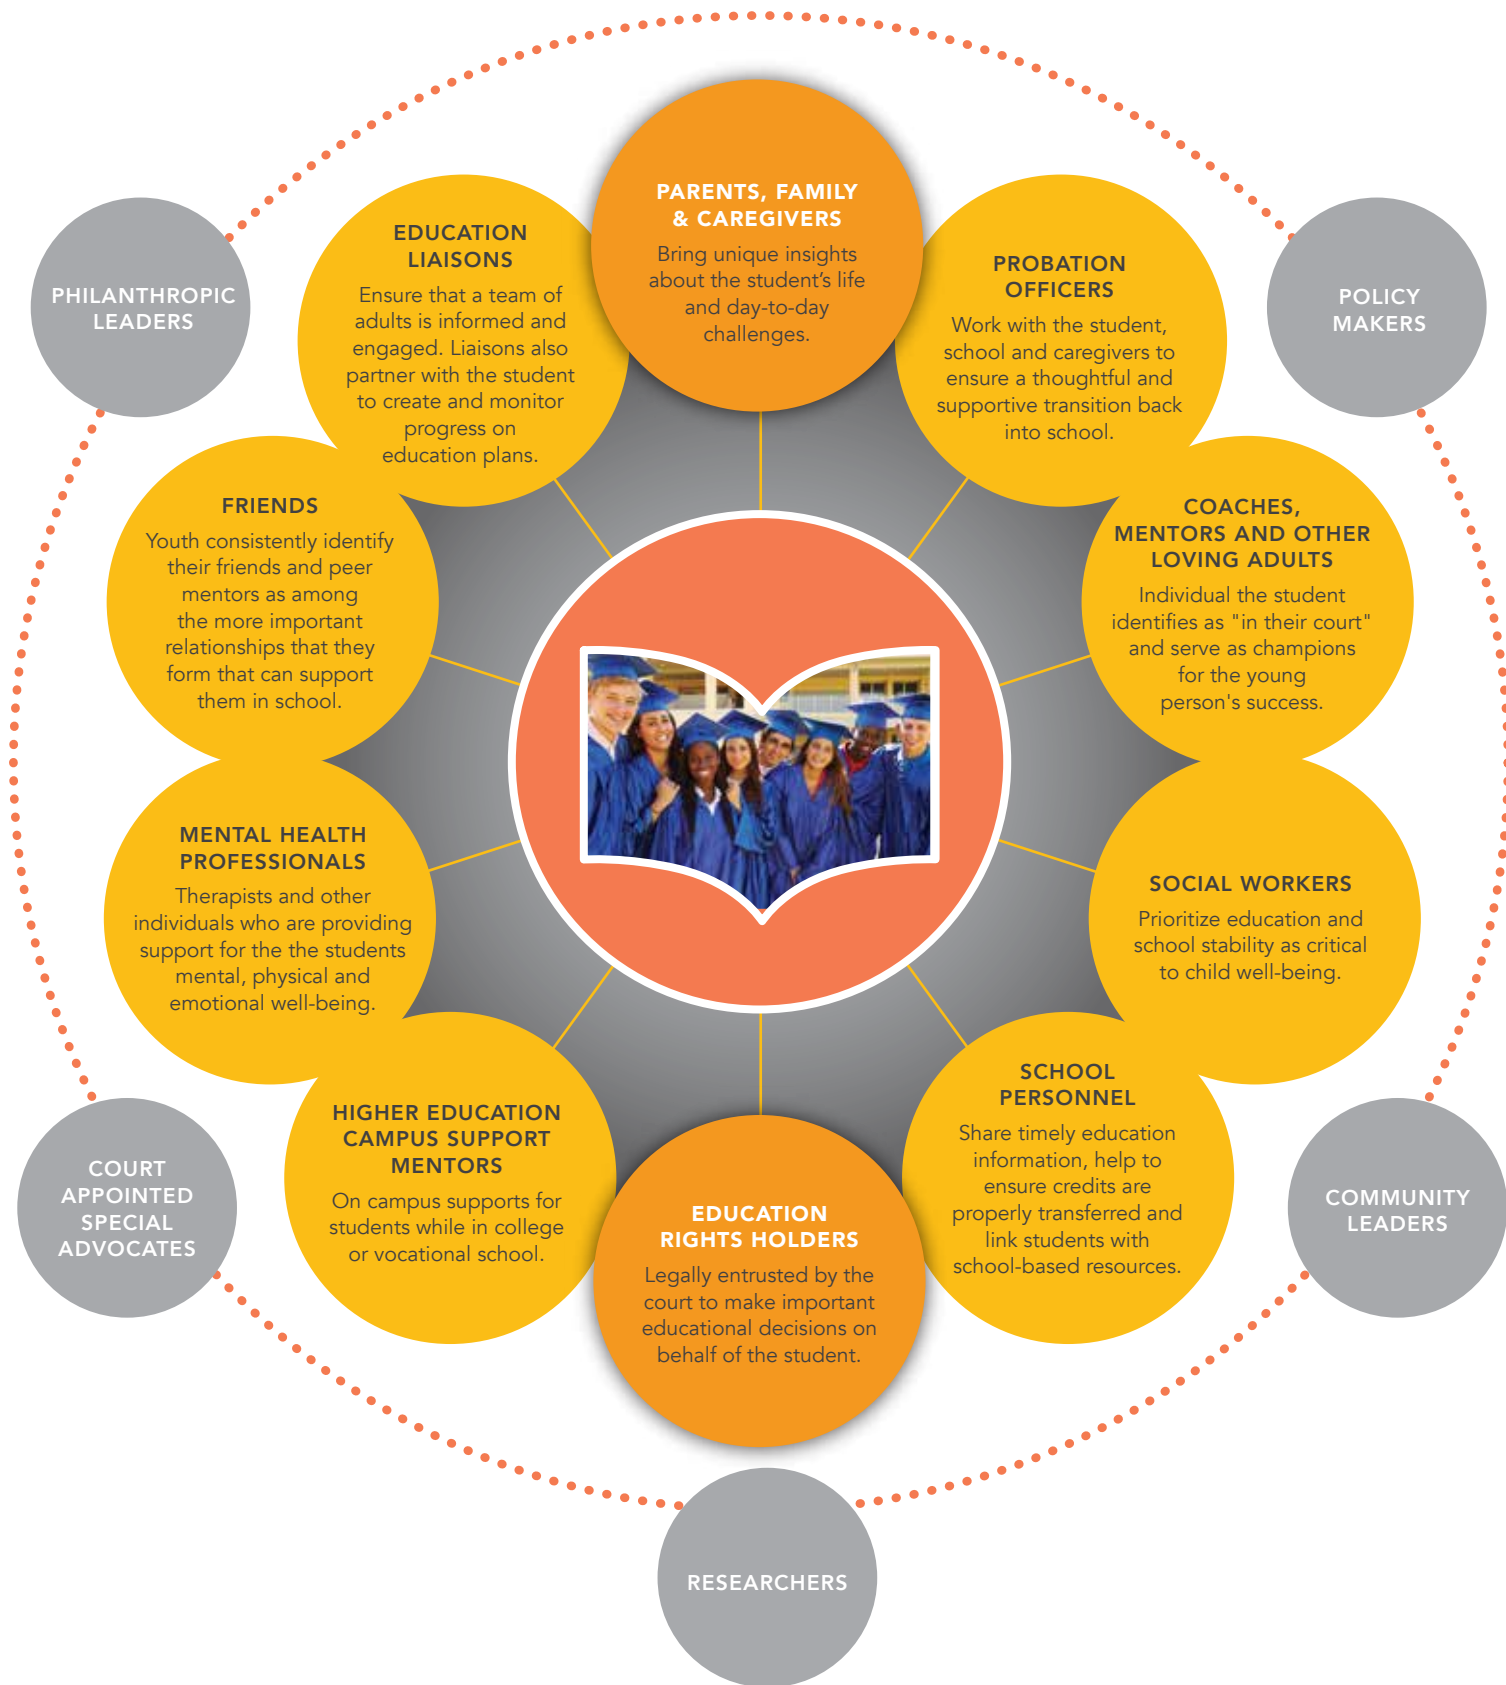 PARENTS, FAMILY
& CAREGIVERS
Bring unique insights
about the student’s life
and day-to-day
challenges.
PROBATION
OFFICERS
Work with the student,
school and caregivers to
ensure a thoughtful and
supportive transition back
into school.
COACHES,
MENTORS AND OTHER
LOVING ADULTS
Individual the student
identifies as "in their court"
and serve as champions
for the young
person's success.
SOCIAL WORKERS
Prioritize education and
school stability as critical
to child well-being.
SCHOOL
PERSONNEL
Share timely education
information, help to
ensure credits are
properly transferred and
link students with
school-based resources.
EDUCATION
RIGHTS HOLDERS
Legally entrusted by the
court to make important
educational decisions on
behalf of the student.
HIGHER EDUCATION
CAMPUS SUPPORT
MENTORS
On campus supports for
students while in college
or vocational school.
MENTAL HEALTH
PROFESSIONALS
Therapists and other
individuals who are providing
support for the the students
mental, physical and
emotional well-being.
FRIENDS
Youth consistently identify
their friends and peer
mentors as among
the more important
relationships that they
form that can support
them in school.
EDUCATION
LIAISONS
Ensure that a team of
adults is informed and
engaged. Liaisons also
partner with the student
to create and monitor
progress on
education plans.
PHILANTHROPIC
LEADERS
POLICY
MAKERS
COMMUNITY
LEADERS
RESEARCHERS
COURT
APPOINTED
SPECIAL
ADVOCATES